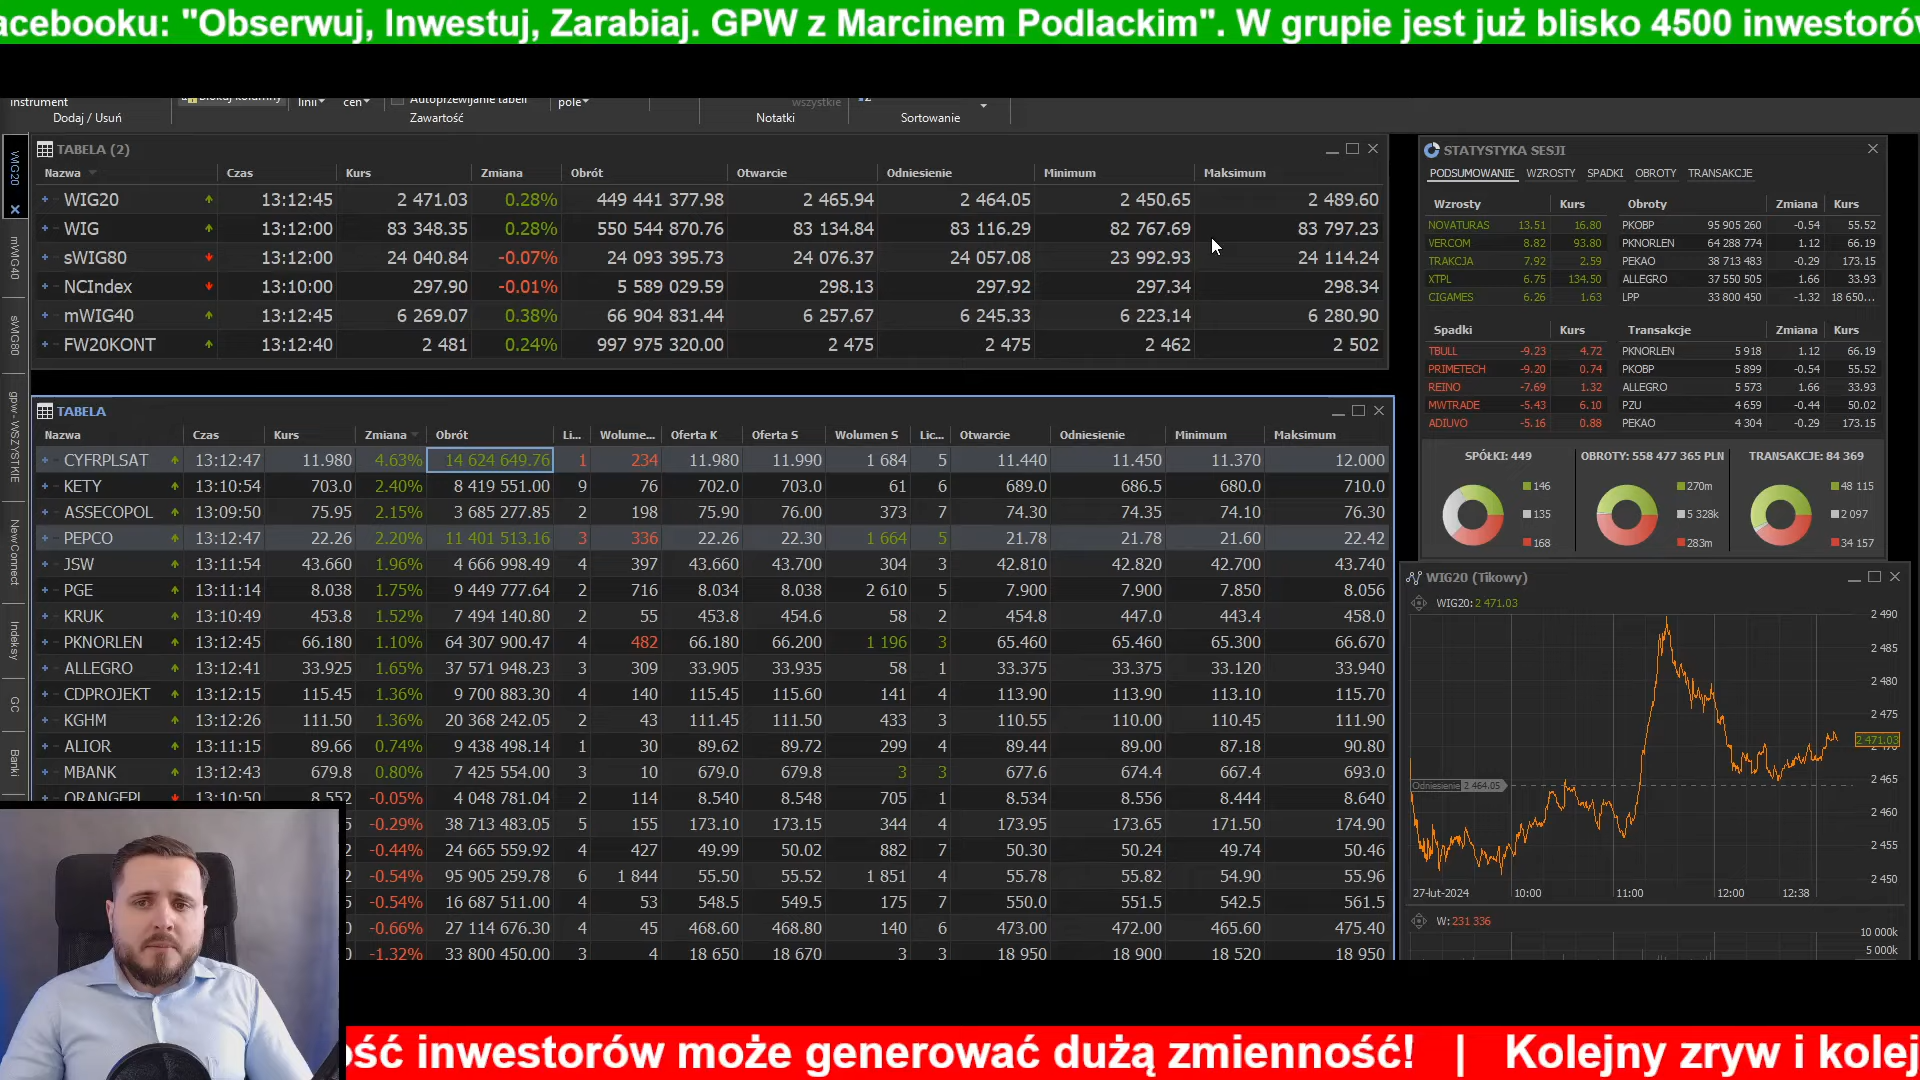 acebooku: "Obserwuj, Inwestuj, Zarabiaj. GPW z Marcinem Podlackim". W grupie jest już blisko 4500 inwestorów
instrument linii cen Autoprzewijanie tabeli pole wszystkie
Dodaj / Usuń Zawartość Notatki Sortowanie
WIG20
mWIG40
sWIG80
gpw - WSZYSTKIE
NewConnect
Indeksy
GC
Banki
TABELA (2)
Nazwa Czas Kurs Zmiana Obrót Otwarcie Odniesienie Minimum Maksimum
WIG20 13:12:45 2 471.03 0.28% 449 441 377.98 2 465.94 2 464.05 2 450.65 2 489.60
WIG 13:12:00 83 348.35 0.28% 550 544 870.76 83 134.84 83 116.29 82 767.69 83 797.23
sWIG80 13:12:00 24 040.84 -0.07% 24 093 395.73 24 076.37 24 057.08 23 992.93 24 114.24
NCIndex 13:10:00 297.90 -0.01% 5 589 029.59 298.13 297.92 297.34 298.34
mWIG40 13:12:45 6 269.07 0.38% 66 904 831.44 6 257.67 6 245.33 6 223.14 6 280.90
FW20KONT 13:12:40 2 481 0.24% 997 975 320.00 2 475 2 475 2 462 2 502
TABELA
Nazwa Czas Kurs Zmiana Obrót Li... Wolume... Oferta K Oferta S Wolumen S Lic... Otwarcie Odniesienie Minimum Maksimum
CYFRPLSAT 13:12:47 11.980 4.63% 14 624 649.76 1 234 11.980 11.990 1 684 5 11.440 11.450 11.370 12.000
KETY 13:10:54 703.0 2.40% 8 419 551.00 9 76 702.0 703.0 61 6 689.0 686.5 680.0 710.0
ASSECOPOL 13:09:50 75.95 2.15% 3 685 277.85 2 198 75.90 76.00 373 7 74.30 74.35 74.10 76.30
PEPCO 13:12:47 22.26 2.20% 11 401 513.16 3 336 22.26 22.30 1 664 5 21.78 21.78 21.60 22.42
JSW 13:11:54 43.660 1.96% 4 666 998.49 4 397 43.660 43.700 304 3 42.810 42.820 42.700 43.740
PGE 13:11:14 8.038 1.75% 9 449 777.64 2 716 8.034 8.038 2 610 5 7.900 7.900 7.850 8.056
KRUK 13:10:49 453.8 1.52% 7 494 140.80 2 55 453.8 454.6 58 2 454.8 447.0 443.4 458.0
PKNORLEN 13:12:45 66.180 1.10% 64 307 900.47 4 482 66.180 66.200 1 196 3 65.460 65.460 65.300 66.670
ALLEGRO 13:12:41 33.925 1.65% 37 571 948.23 3 309 33.905 33.935 58 1 33.375 33.375 33.120 33.940
CDPROJEKT 13:12:15 115.45 1.36% 9 700 883.30 4 140 115.45 115.60 141 4 113.90 113.90 113.10 115.70
KGHM 13:12:26 111.50 1.36% 20 368 242.05 2 43 111.45 111.50 433 3 110.55 110.00 110.45 111.90
ALIOR 13:11:15 89.66 0.74% 9 438 498.14 1 30 89.62 89.72 299 4 89.44 89.00 87.18 90.80
MBANK 13:12:43 679.8 0.80% 7 425 554.00 3 10 679.0 679.8 3 3 677.6 674.4 667.4 693.0
ORANGEPL 13:10:50 8.552 -0.05% 4 048 781.04 2 114 8.540 8.548 705 1 8.534 8.556 8.444 8.640
5 -0.29% 38 713 483.05 5 155 173.10 173.15 344 4 173.95 173.65 171.50 174.90
2 -0.44% 24 665 559.92 4 427 49.99 50.02 882 7 50.30 50.24 49.74 50.46
2 -0.54% 95 905 259.78 6 1 844 55.50 55.52 1 851 4 55.78 55.82 54.90 55.96
0 -0.54% 16 687 511.00 4 53 548.5 549.5 175 7 550.0 551.5 542.5 561.5
0 -0.66% 27 114 676.30 4 45 468.60 468.80 140 6 473.00 472.00 465.60 475.40
-1.32% 33 800 450.00 3 4 18 650 18 670 3 3 18 950 18 900 18 520 18 950
STATYSTYKA SESJI
PODSUMOWANIE WZROSTY SPADKI OBROTY TRANSAKCJE
Wzrosty Kurs Obroty Zmiana Kurs
NOVATURAS 13.51 16.80 PKOBP 95 905 260 -0.54 55.52
VERCOM 8.82 93.80 PKNORLEN 64 288 774 1.12 66.19
TRAKCJA 7.92 2.59 PEKAO 38 713 483 -0.29 173.15
XTPL 6.75 134.50 ALLEGRO 37 550 505 1.66 33.93
CIGAMES 6.26 1.63 LPP 33 800 450 -1.32 18 650...
Spadki Kurs Transakcje Zmiana Kurs
TBULL -9.23 4.72 PKNORLEN 5 918 1.12 66.19
PRIMETECH -9.20 0.74 PKOBP 5 899 -0.54 55.52
REINO -7.69 1.32 ALLEGRO 5 573 1.66 33.93
MWTRADE -5.43 6.10 PZU 4 659 -0.44 50.02
ADIUVO -5.16 0.88 PEKAO 4 304 -0.29 173.15
SPÓŁKI: 449 OBROTY: 558 477 365 PLN TRANSAKCJE: 84 369
146 270m 48 115
135 5 328k 2 097
168 283m 34 157
WIG20 (Tikowy)
WIG20: 2 471.03
2 490
2 485
2 480
2 475
2 471.03
2 465
Odniesienie 2 464.05
2 460
2 455
2 450
27-lut-2024 10:00 11:00 12:00 12:38
W: 231 336
10 000k
5 000k
ość inwestorów może generować dużą zmienność! | Kolejny zryw i kolej